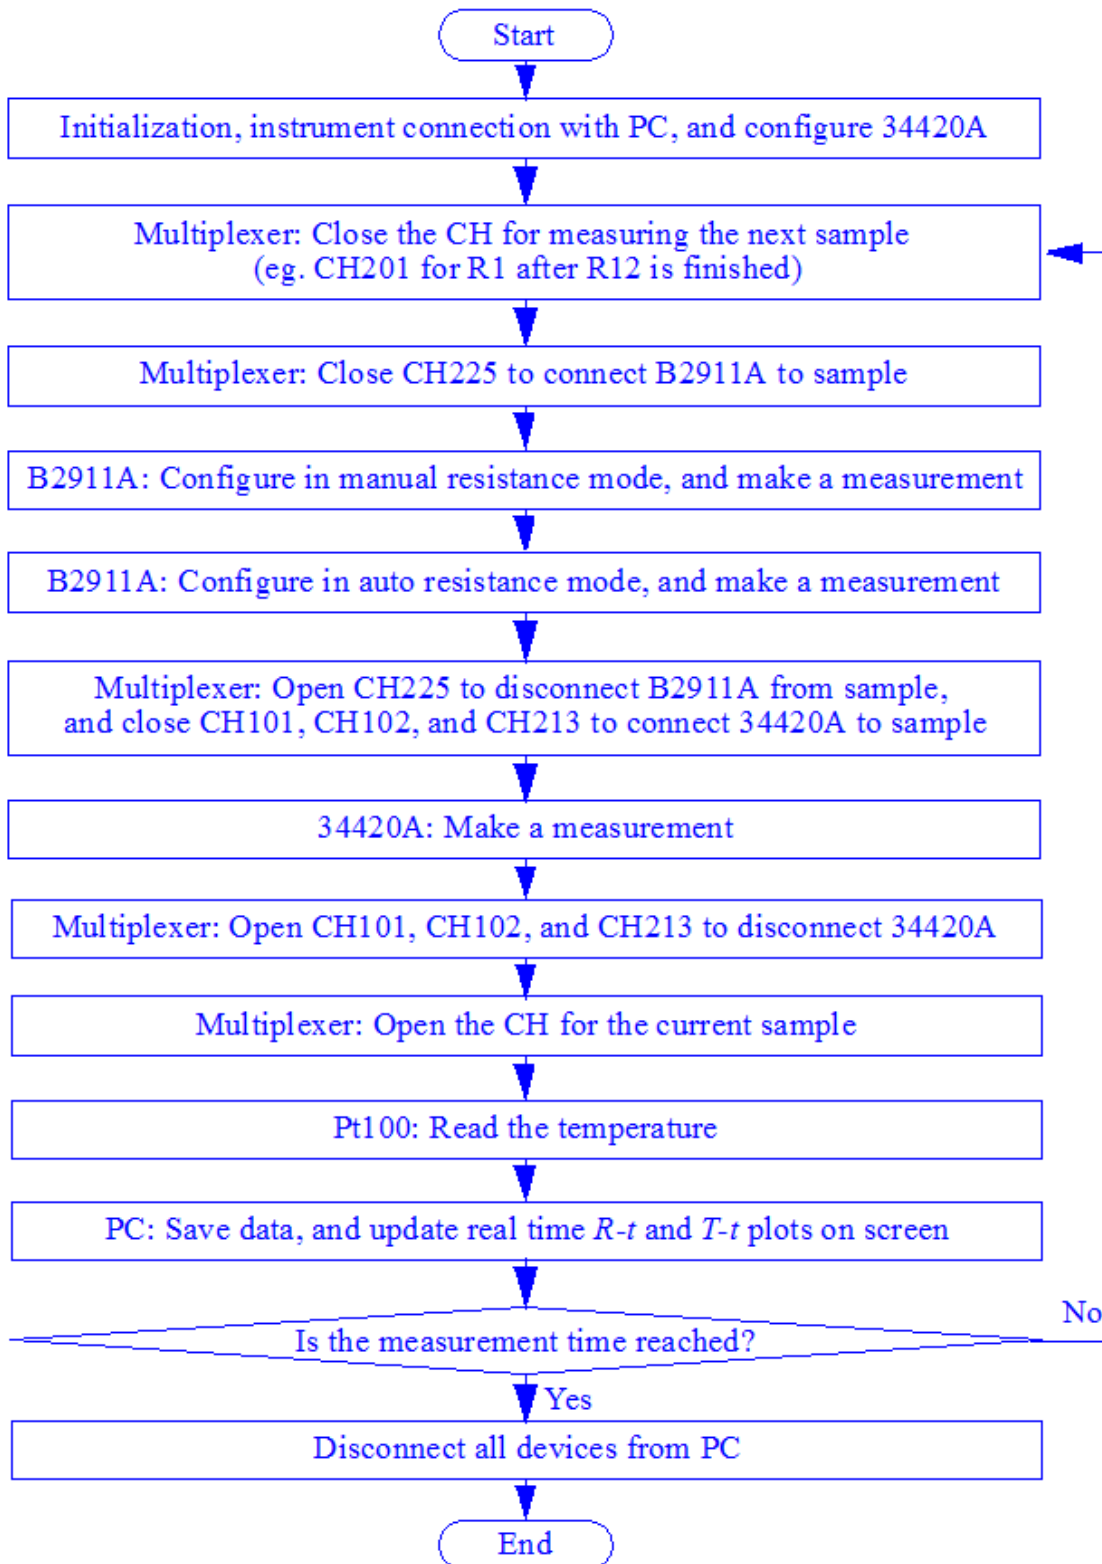 Start
Initialization, instrument connection with PC, and configure 34420A
Multiplexer: Close the CH for measuring the next sample
(eg. CH201 for R1 after R12 is finished)
Multiplexer: Close CH225 to connect B2911A to sample
B2911A: Configure in manual resistance mode, and make a measurement
B2911A: Configure in auto resistance mode, and make a measurement
Multiplexer: Open CH225 to disconnect B2911A from sample,
and close CH101, CH102, and CH213 to connect 34420A to sample
34420A: Make a measurement
Multiplexer: Open CH101, CH102, and CH213 to disconnect 34420A
Multiplexer: Open the CH for the current sample
Pt100: Read the temperature
PC: Save data, and update real time R-t and T-t plots on screen
No
Is the measurement time reached?
Yes
Disconnect all devices from PC
End